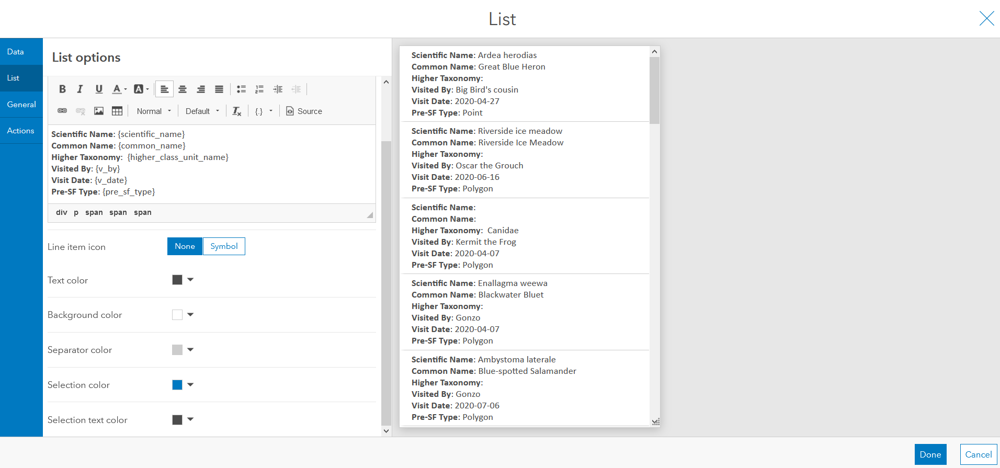 List
Data
List
General
Actions
List options
B I U A A
Normal Default Ix {.} Source
Scientific Name: {scientific_name}
Common Name: {common_name}
Higher Taxonomy:  {higher_class_unit_name}
Visited By: {v_by}
Visit Date: {v_date}
Pre-SF Type: {pre_sf_type}
div p span span span
Line item icon None Symbol
Text color
Background color
Separator color
Selection color
Selection text color
Scientific Name: Ardea herodias
Common Name: Great Blue Heron
Higher Taxonomy:
Visited By: Big Bird's cousin
Visit Date: 2020-04-27
Pre-SF Type: Point
Scientific Name: Riverside ice meadow
Common Name: Riverside Ice Meadow
Higher Taxonomy:
Visited By: Oscar the Grouch
Visit Date: 2020-06-16
Pre-SF Type: Polygon
Scientific Name:
Common Name:
Higher Taxonomy:  Canidae
Visited By: Kermit the Frog
Visit Date: 2020-04-07
Pre-SF Type: Polygon
Scientific Name: Enallagma weewa
Common Name: Blackwater Bluet
Higher Taxonomy:
Visited By: Gonzo
Visit Date: 2020-04-07
Pre-SF Type: Polygon
Scientific Name: Ambystoma laterale
Common Name: Blue-spotted Salamander
Higher Taxonomy:
Visited By: Gonzo
Visit Date: 2020-07-06
Pre-SF Type: Polygon
Done Cancel